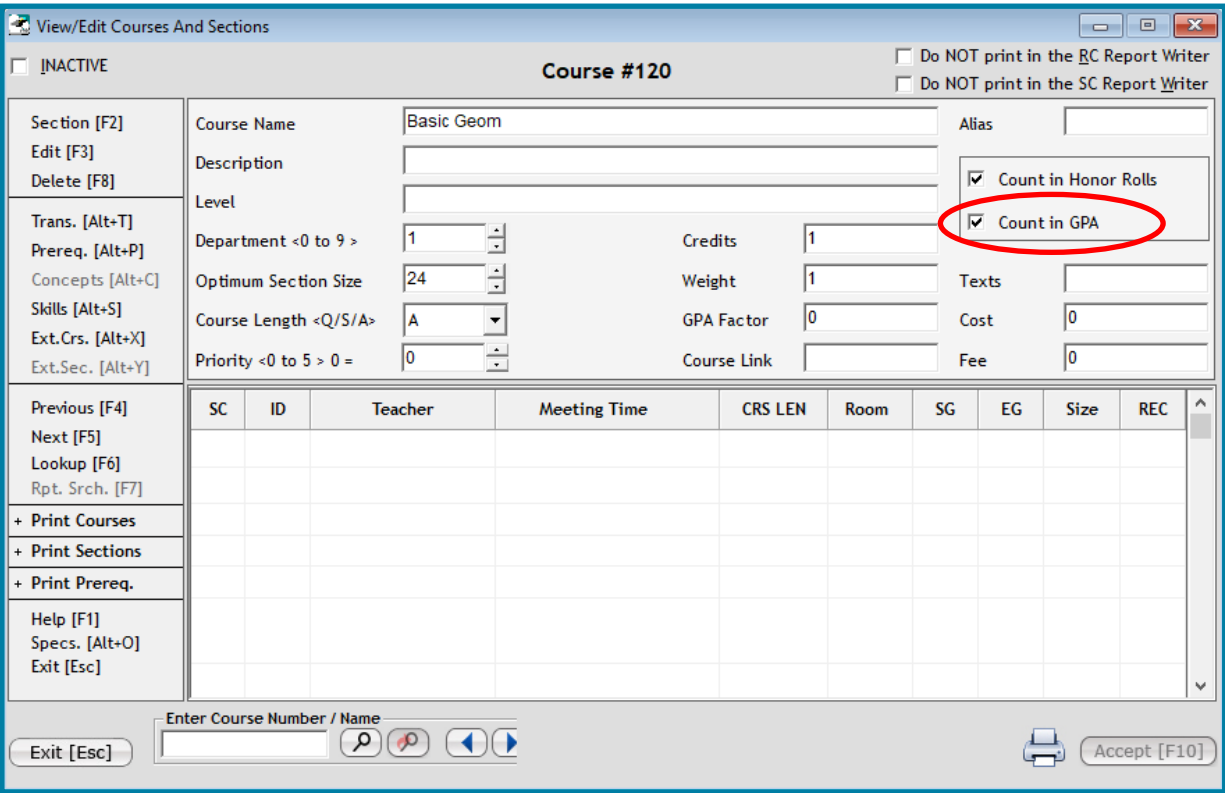 View/Edit Courses And Sections
INACTIVE
Course #120
Do NOT print in the RC Report Writer
Do NOT print in the SC Report Writer
Section [F2]
Edit [F3]
Delete [F8]
Trans. [Alt+T]
Prereq. [Alt+P]
Concepts [Alt+C]
Skills [Alt+S]
Ext.Crs. [Alt+X]
Ext.Sec. [Alt+Y]
Previous [F4]
Next [F5]
Lookup [F6]
Rpt. Srch. [F7]
+ Print Courses
+ Print Sections
+ Print Prereq.
Help [F1]
Specs. [Alt+O]
Exit [Esc]
Course Name Basic Geom Alias
Description
Count in Honor Rolls
Level
Count in GPA
Department <0 to 9 > 1 Credits 1
Optimum Section Size 24 Weight 1 Texts
Course Length <Q/S/A> A GPA Factor 0 Cost 0
Priority <0 to 5 > 0 = 0 Course Link Fee 0
SC ID Teacher Meeting Time CRS LEN Room SG EG Size REC
Enter Course Number / Name
Exit [Esc]
Accept [F10]